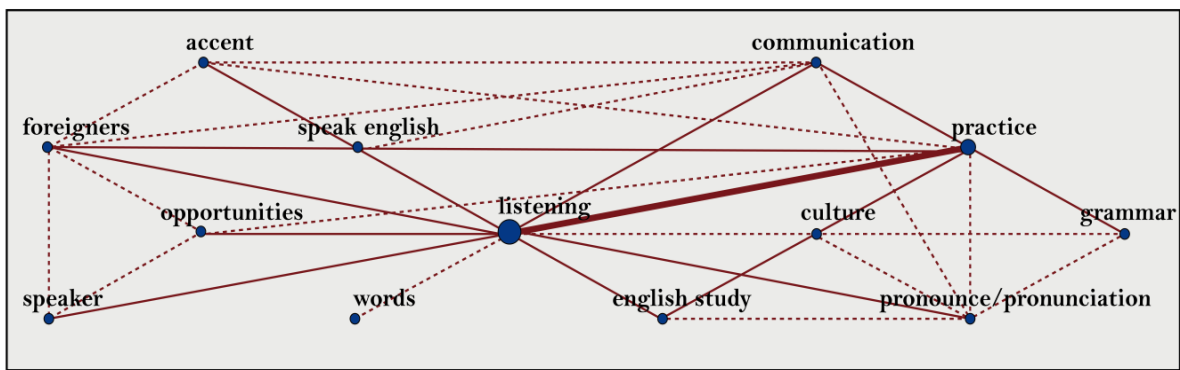 accent
communication
foreigners
speak english
practice
opportunities
listening
culture
grammar
speaker
words
english study
pronounce/pronunciation